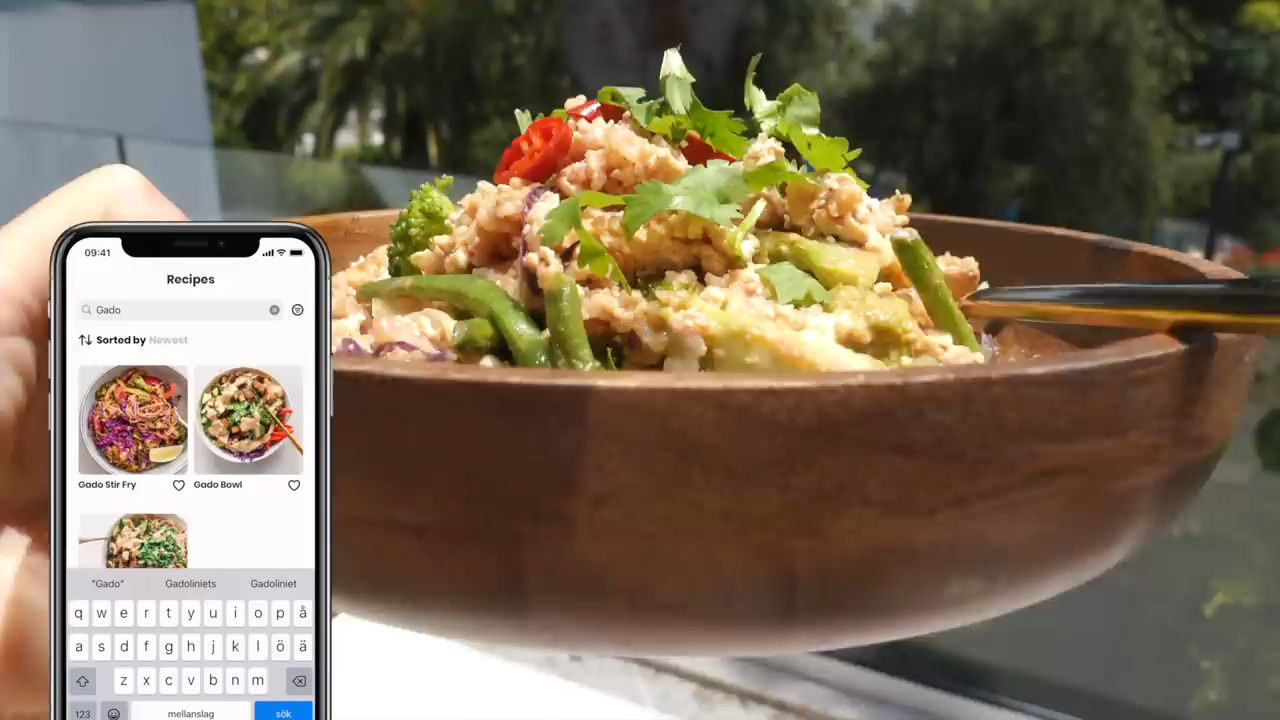 09:41
Recipes
Gado
Sorted by Newest
Gado Stir Fry
Gado Bowl
"Gado" Gadoliniets Gadoliniet
q w e r t y u i o p å
a s d f g h j k l ö ä
z x c v b n m
123 mellanslag sök